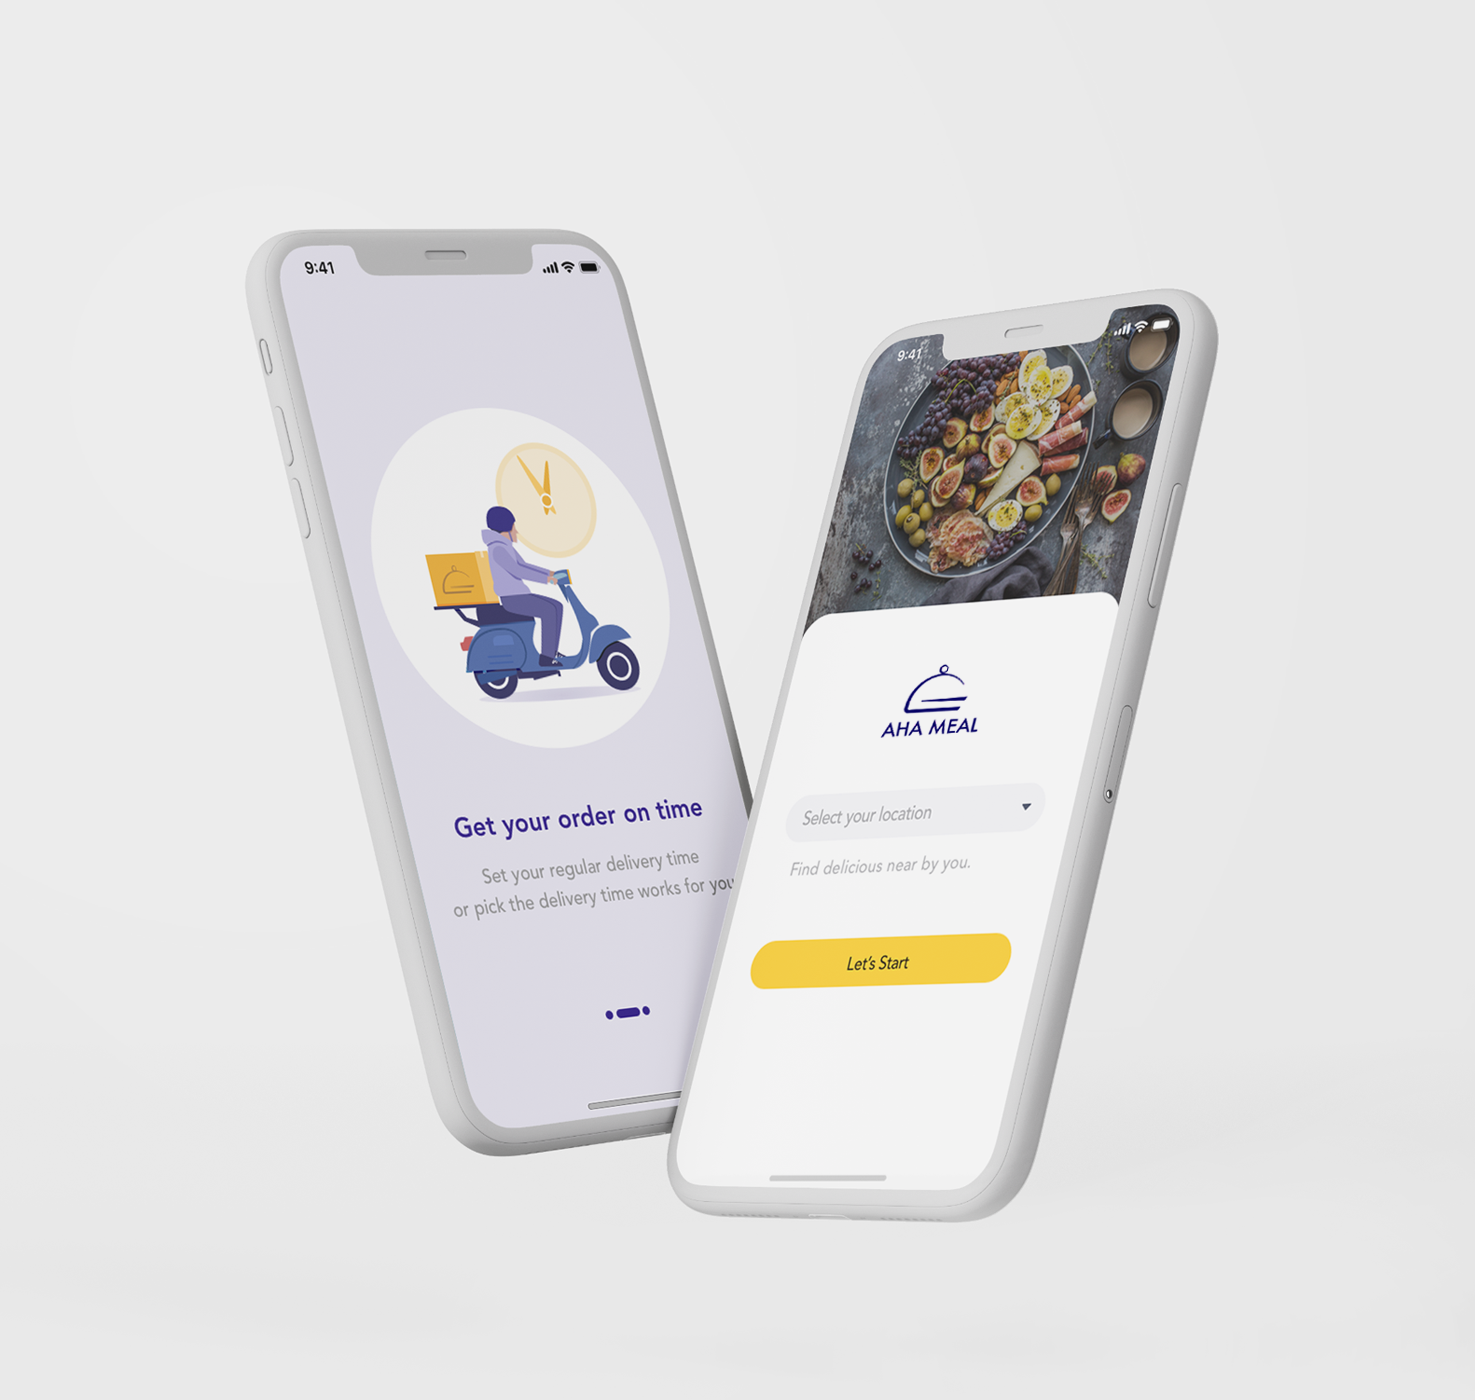 9:41
Get your order on time
Set your regular delivery time
or pick the delivery time works for you
9:41
AHA MEAL
Select your location
Find delicious near by you.
Let's Start